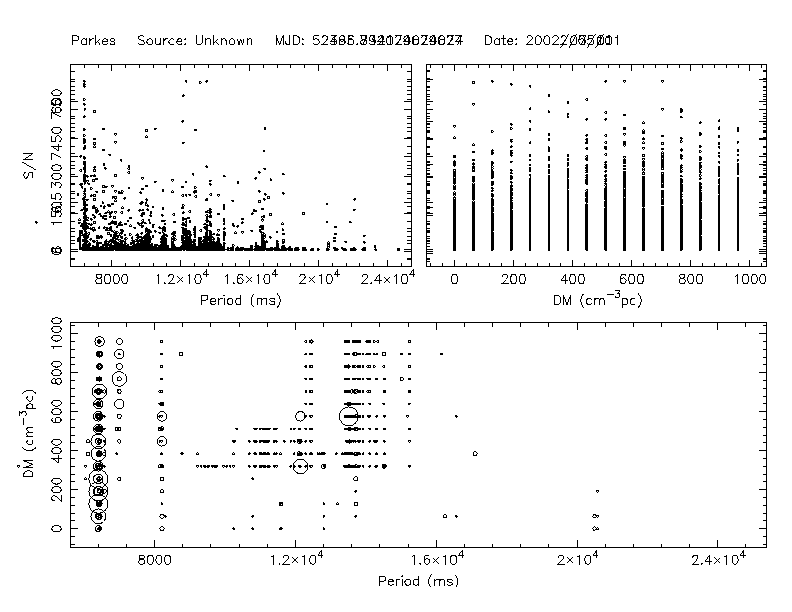 Parkes Source: Unknown MJD: Date:
S/N
300
8000 1.2×10⁴ 1.6×10⁴ 2×10⁴ 2.4×10⁴
Period (ms)
0 200 400 600 800 1000
DM (cm⁻³pc)
DM (cm⁻³pc)
1000
800
600
400
200
0
8000 1.2×10⁴ 1.6×10⁴ 2×10⁴ 2.4×10⁴
Period (ms)